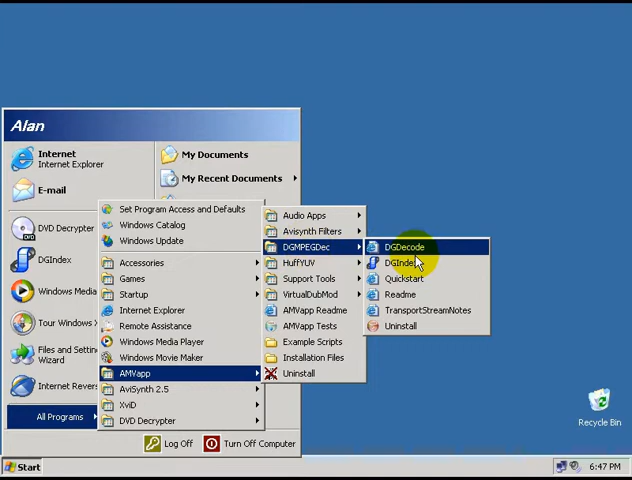 Alan
Internet
Internet Explorer
E-mail
DVD Decrypter
DGIndex
Windows Media
Tour Windows
Files and Setting
Wizard
Internet Revers
All Programs
My Documents
My Recent Documents
Set Program Access and Defaults
Windows Catalog
Windows Update
Accessories
Games
Startup
Internet Explorer
Remote Assistance
Windows Media Player
Windows Movie Maker
AMVapp
AviSynth 2.5
XviD
DVD Decrypter
Audio Apps
Avisynth Filters
DGMPEGDec
HuffYUV
Support Tools
VirtualDubMod
AMVapp Readme
AMVapp Tests
Example Scripts
Installation Files
Uninstall
DGDecode
DGIndex
Quickstart
Readme
TransportStreamNotes
Uninstall
Log Off
Turn Off Computer
Recycle Bin
Start
6:47 PM